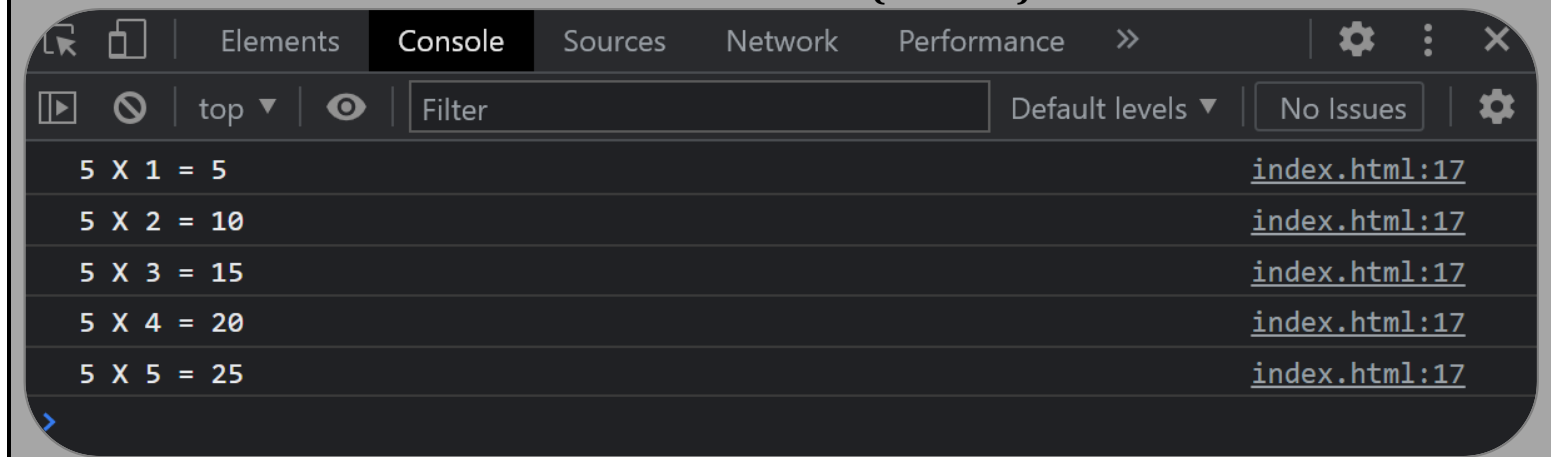 Elements Console Sources Network Performance
top Filter Default levels No Issues
5 X 1 = 5 index.html:17
5 X 2 = 10 index.html:17
5 X 3 = 15 index.html:17
5 X 4 = 20 index.html:17
5 X 5 = 25 index.html:17